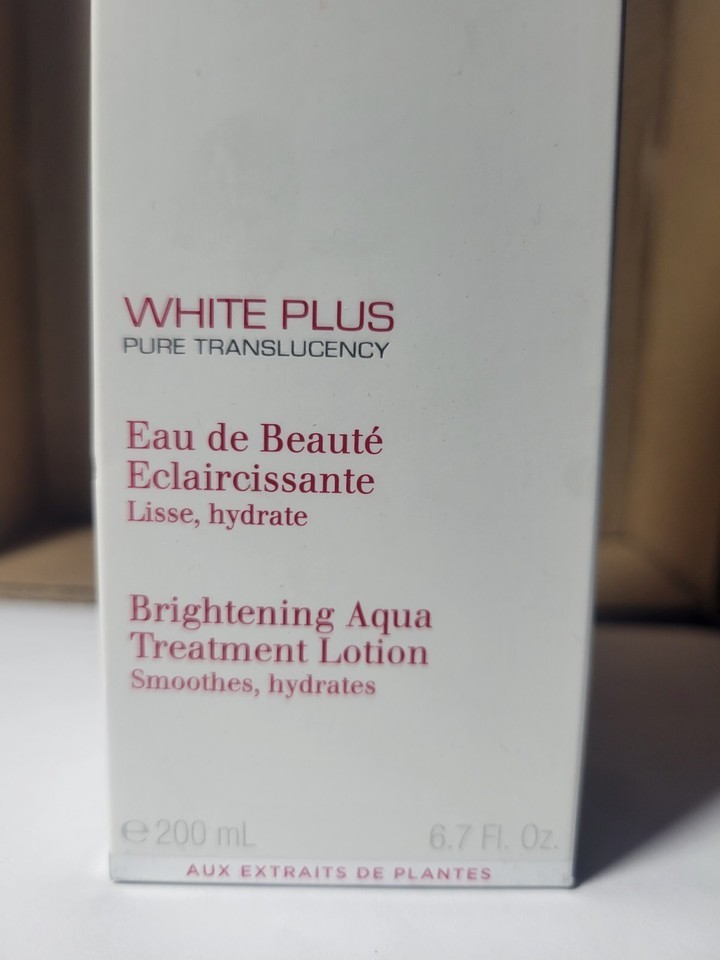 WHITE PLUS
PURE TRANSLUCENCY
Eau de Beauté
Eclaircissante
Lisse, hydrate
Brightening Aqua
Treatment Lotion
Smoothes, hydrates
℮ 200 mL 6.7 Fl. Oz.
AUX EXTRAITS DE PLANTES